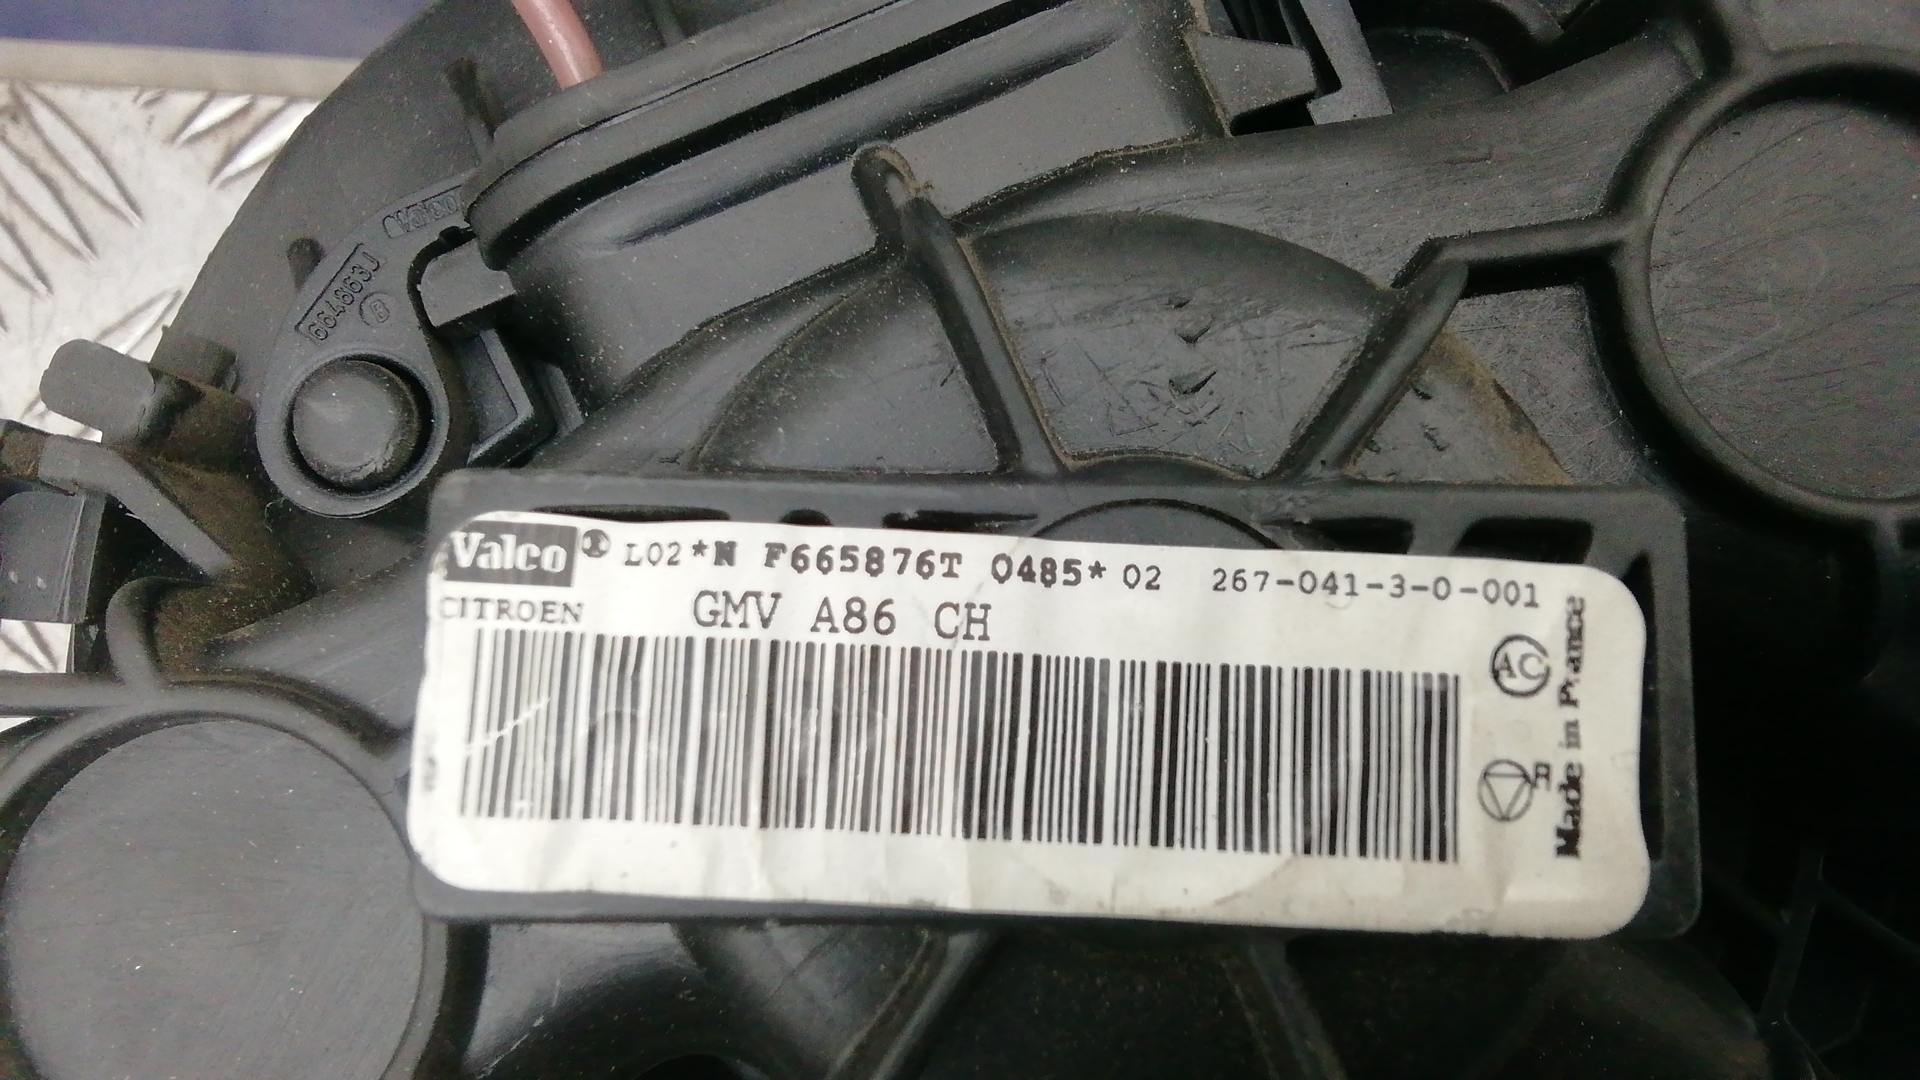 664863J
B
Valeo
Valeo® L02*N F665876T 0485* 02 267-041-3-0-001
CITROEN GMV A86 CH
AC
R
Made in France